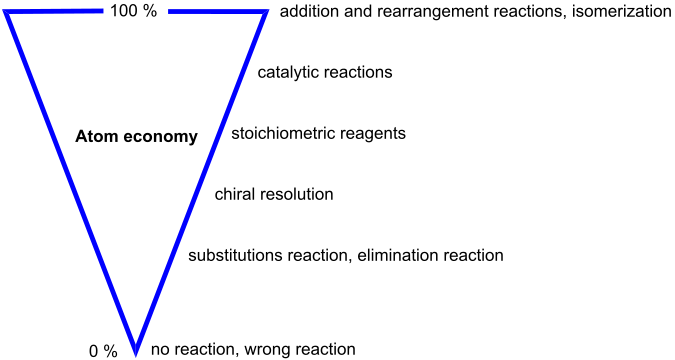 100 %
addition and rearrangement reactions, isomerization
catalytic reactions
Atom economy
stoichiometric reagents
chiral resolution
substitutions reaction, elimination reaction
0 %
no reaction, wrong reaction